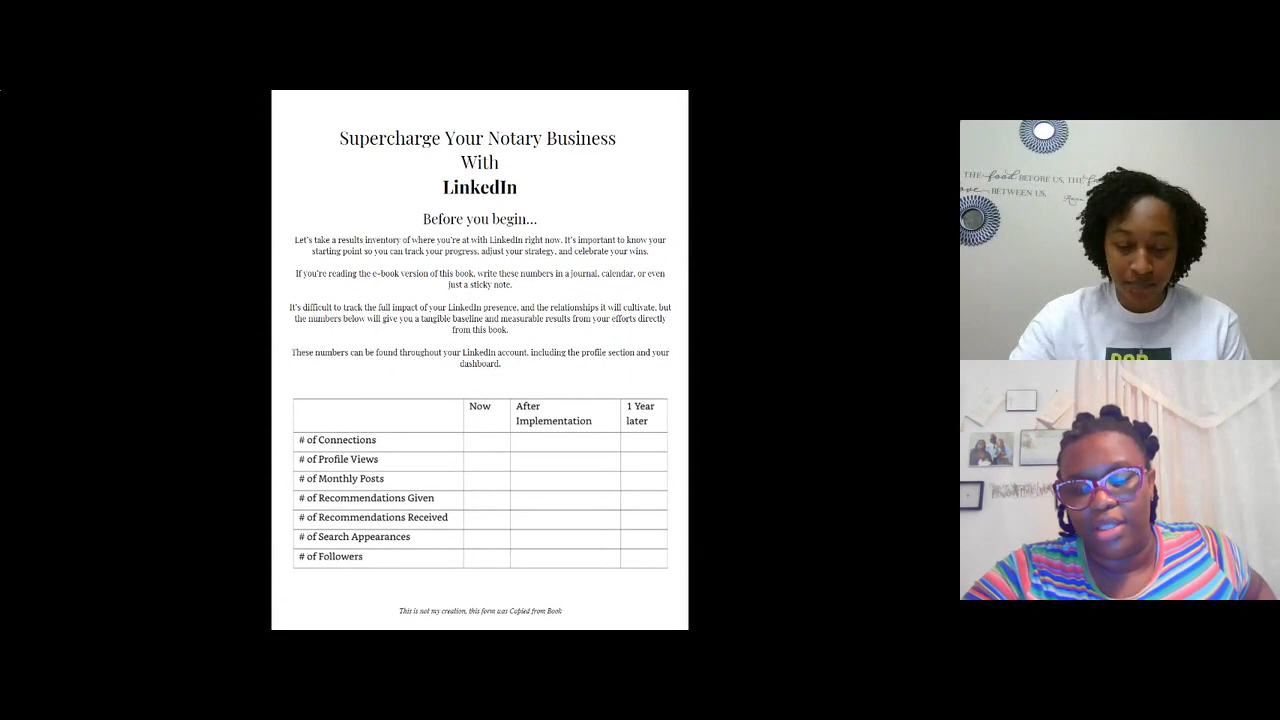 Supercharge Your Notary Business
With
LinkedIn
Before you begin...
Let's take a results inventory of where you're at with LinkedIn right now. It's important to know your
starting point so you can track your progress, adjust your strategy, and celebrate your wins.
If you're reading the e-book version of this book, write these numbers in a journal, calendar, or even
just a sticky note.
It's difficult to track the full impact of your LinkedIn presence, and the relationships it will cultivate, but
the numbers below will give you a tangible baseline and measurable results from your efforts directly
from this book.
These numbers can be found throughout your LinkedIn account, including the profile section and your
dashboard.
Now After 1 Year
Implementation later
# of Connections
# of Profile Views
# of Monthly Posts
# of Recommendations Given
# of Recommendations Received
# of Search Appearances
# of Followers
This is not my creation, this form was Copied from Book
THE food BEFORE US, THE
BETWEEN US.